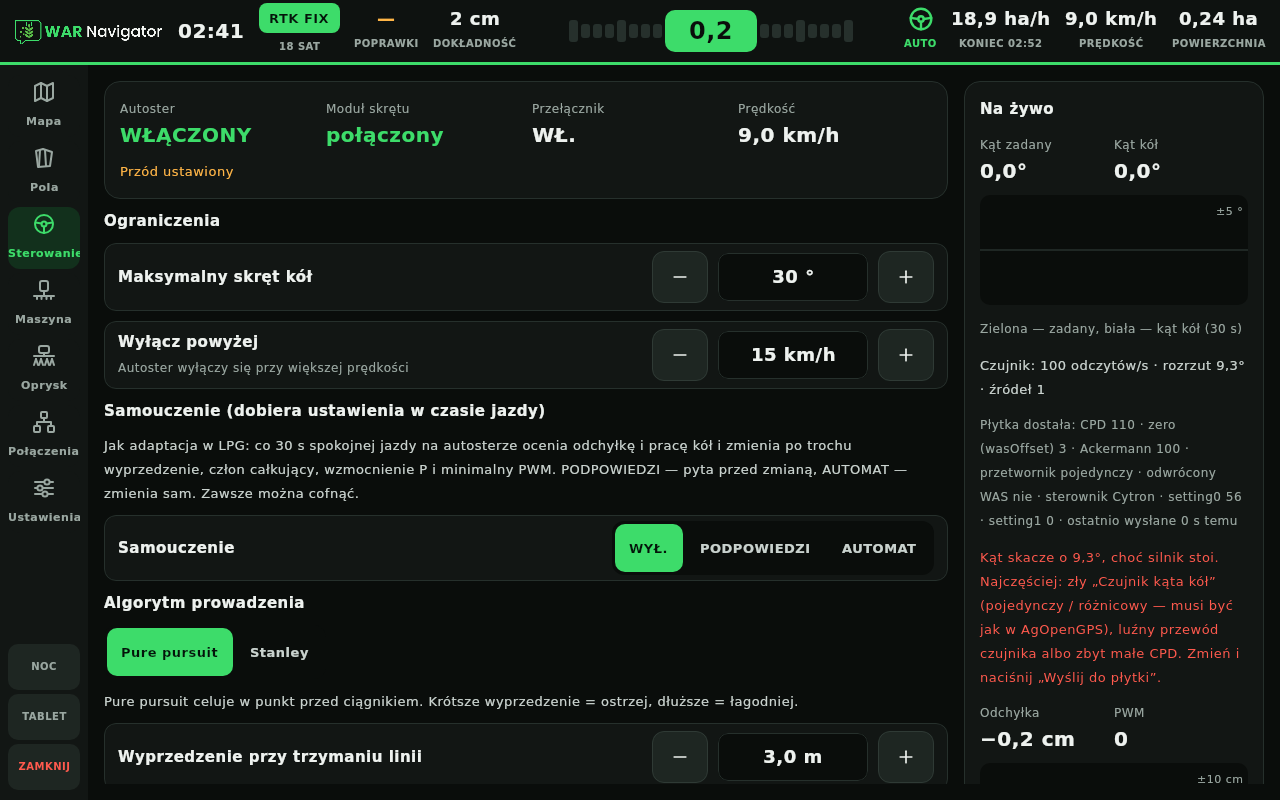 WAR Navigator
02:41
RTK FIX
18 SAT
—
POPRAWKI
2 cm
DOKŁADNOŚĆ
0,2
AUTO
18,9 ha/h
KONIEC 02:52
9,0 km/h
PRĘDKOŚĆ
0,24 ha
POWIERZCHNIA
Mapa
Pola
Sterowanie
Maszyna
Oprysk
Połączenia
Ustawienia
NOC
TABLET
ZAMKNIJ
Autoster
WŁĄCZONY
Moduł skrętu
połączony
Przełącznik
WŁ.
Prędkość
9,0 km/h
Przód ustawiony
Ograniczenia
Maksymalny skręt kół
− 30 ° +
Wyłącz powyżej
Autoster wyłączy się przy większej prędkości
− 15 km/h +
Samouczenie (dobiera ustawienia w czasie jazdy)
Jak adaptacja w LPG: co 30 s spokojnej jazdy na autosterze ocenia odchyłkę i pracę kół i zmienia po trochu
wyprzedzenie, człon całkujący, wzmocnienie P i minimalny PWM. PODPOWIEDZI — pyta przed zmianą, AUTOMAT —
zmienia sam. Zawsze można cofnąć.
Samouczenie
WYŁ. PODPOWIEDZI AUTOMAT
Algorytm prowadzenia
Pure pursuit Stanley
Pure pursuit celuje w punkt przed ciągnikiem. Krótsze wyprzedzenie = ostrzej, dłuższe = łagodniej.
Wyprzedzenie przy trzymaniu linii
− 3,0 m +
Na żywo
Kąt zadany
0,0°
Kąt kół
0,0°
±5 °
Zielona — zadany, biała — kąt kół (30 s)
Czujnik: 100 odczytów/s · rozrzut 9,3°
· źródeł 1
Płytka dostała: CPD 110 · zero
(wasOffset) 3 · Ackermann 100 ·
przetwornik pojedynczy · odwrócony
WAS nie · sterownik Cytron · setting0 56
· setting1 0 · ostatnio wysłane 0 s temu
Kąt skacze o 9,3°, choć silnik stoi.
Najczęściej: zły „Czujnik kąta kół”
(pojedynczy / różnicowy — musi być
jak w AgOpenGPS), luźny przewód
czujnika albo zbyt małe CPD. Zmień i
naciśnij „Wyślij do płytki”.
Odchyłka
−0,2 cm
PWM
0
±10 cm